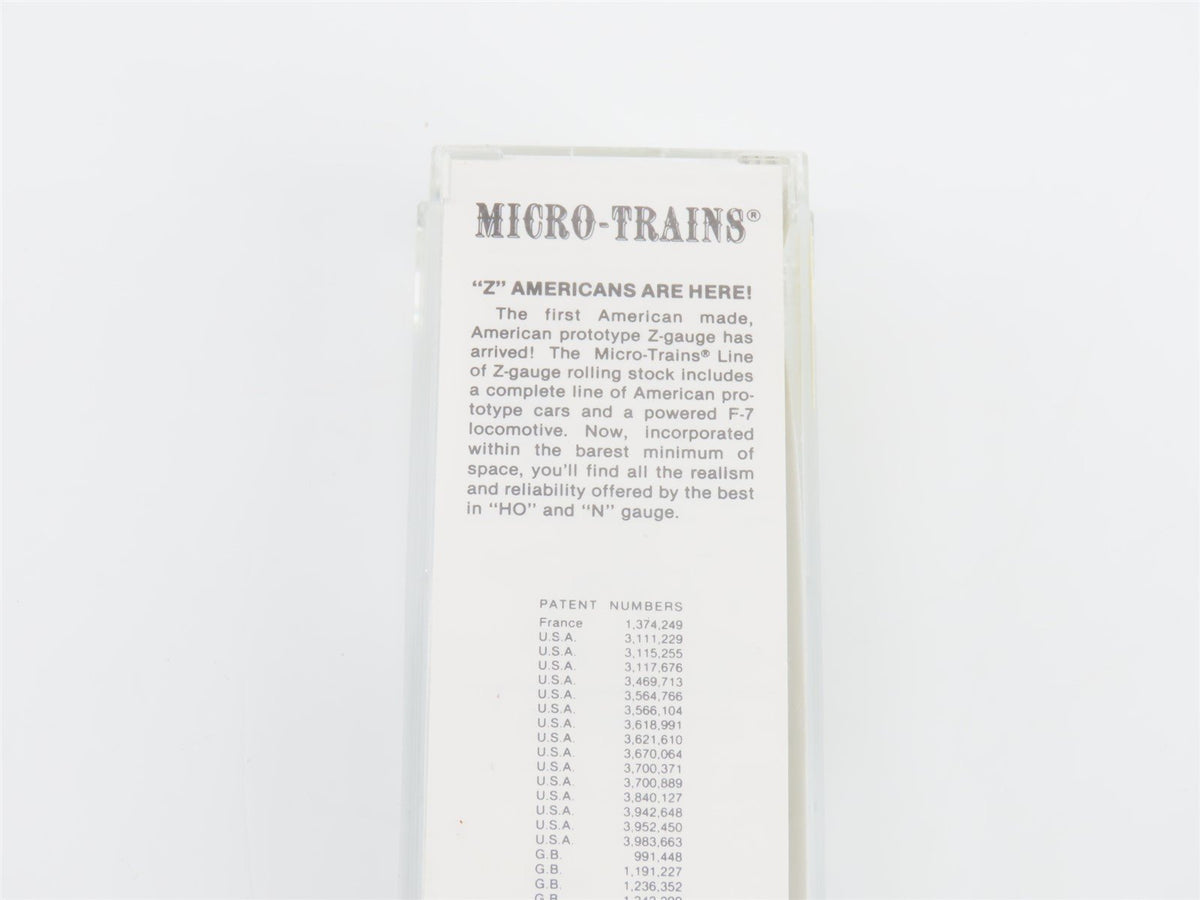 MICRO-TRAINS®
"Z" AMERICANS ARE HERE!
The first American made,
American prototype Z-gauge has
arrived! The Micro-Trains® Line
of Z-gauge rolling stock includes
a complete line of American pro-
totype cars and a powered F-7
locomotive. Now, incorporated
within the barest minimum of
space, you'll find all the realism
and reliability offered by the best
in "HO" and "N" gauge.
PATENT NUMBERS
France 1,374,249
U.S.A. 3,111,229
U.S.A. 3,115,255
U.S.A. 3,117,676
U.S.A. 3,469,713
U.S.A. 3,564,766
U.S.A. 3,566,104
U.S.A. 3,618,991
U.S.A. 3,621,610
U.S.A. 3,670,064
U.S.A. 3,700,371
U.S.A. 3,700,889
U.S.A. 3,840,127
U.S.A. 3,942,648
U.S.A. 3,952,450
U.S.A. 3,983,663
G.B. 991,448
G.B. 1,191,227
G.B. 1,236,352
G.B.